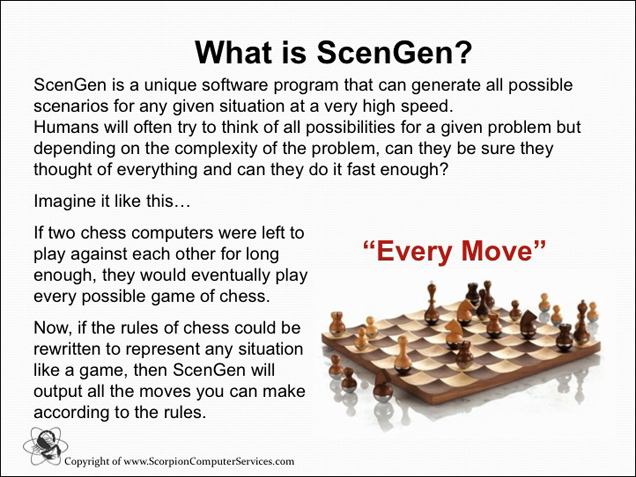 What is ScenGen?
ScenGen is a unique software program that can generate all possible
scenarios for any given situation at a very high speed.
Humans will often try to think of all possibilities for a given problem but
depending on the complexity of the problem, can they be sure they
thought of everything and can they do it fast enough?
Imagine it like this…
If two chess computers were left to
play against each other for long
enough, they would eventually play
every possible game of chess.
Now, if the rules of chess could be
rewritten to represent any situation
like a game, then ScenGen will
output all the moves you can make
according to the rules.
“Every Move”
Copyright of www.ScorpionComputerServices.com